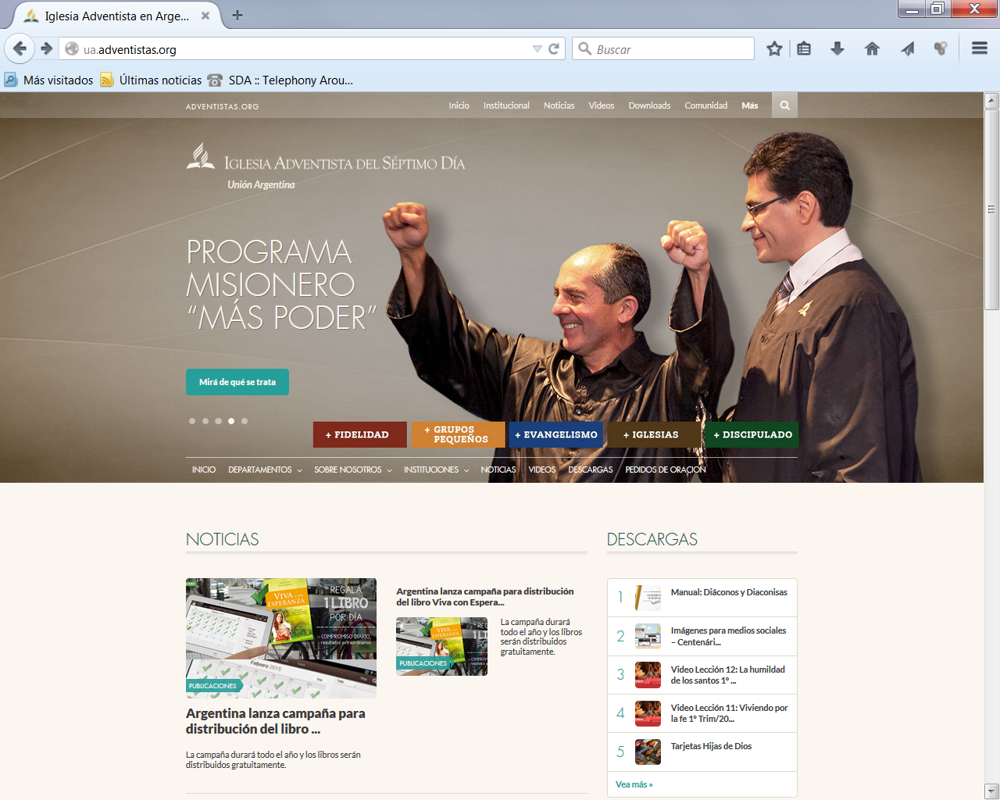 Iglesia Adventista en Arge...
ua.adventistas.org
Buscar
Más visitados
Últimas noticias
SDA :: Telephony Arou...
ADVENTISTAS.ORG
Inicio Institucional Noticias Videos Downloads Comunidad Más
IGLESIA ADVENTISTA DEL SÉPTIMO DÍA
Unión Argentina
PROGRAMA
MISIONERO
“MÁS PODER”
Mirá de qué se trata
+ FIDELIDAD
+ GRUPOS
PEQUEÑOS
+ EVANGELISMO
+ IGLESIAS
+ DISCIPULADO
INICIO DEPARTAMENTOS SOBRE NOSOTROS INSTITUCIONES NOTICIAS VIDEOS DESCARGAS PEDIDOS DE ORACION
NOTICIAS
VIVA CON
ESPERANZA
REGALÁ
1 LIBRO
POR DÍA
COMPROMISO DIARIO,
resultados extraordinarios
Febrero 2015
PUBLICACIONES
Argentina lanza campaña para
distribución del libro ...
La campaña durará todo el año y los libros serán
distribuidos gratuitamente.
Argentina lanza campaña para distribución
del libro Viva con Espera...
PUBLICACIONES
La campaña durará
todo el año y los libros
serán distribuidos
gratuitamente.
DESCARGAS
1 Manual: Diáconos y Diaconisas
2 Imágenes para medios sociales
– Centenári...
3 Video Lección 12: La humildad
de los santos 1º ...
4 Video Lección 11: Viviendo por
la fe 1º Trim/20...
5 Tarjetas Hijas de Dios
Vea más »